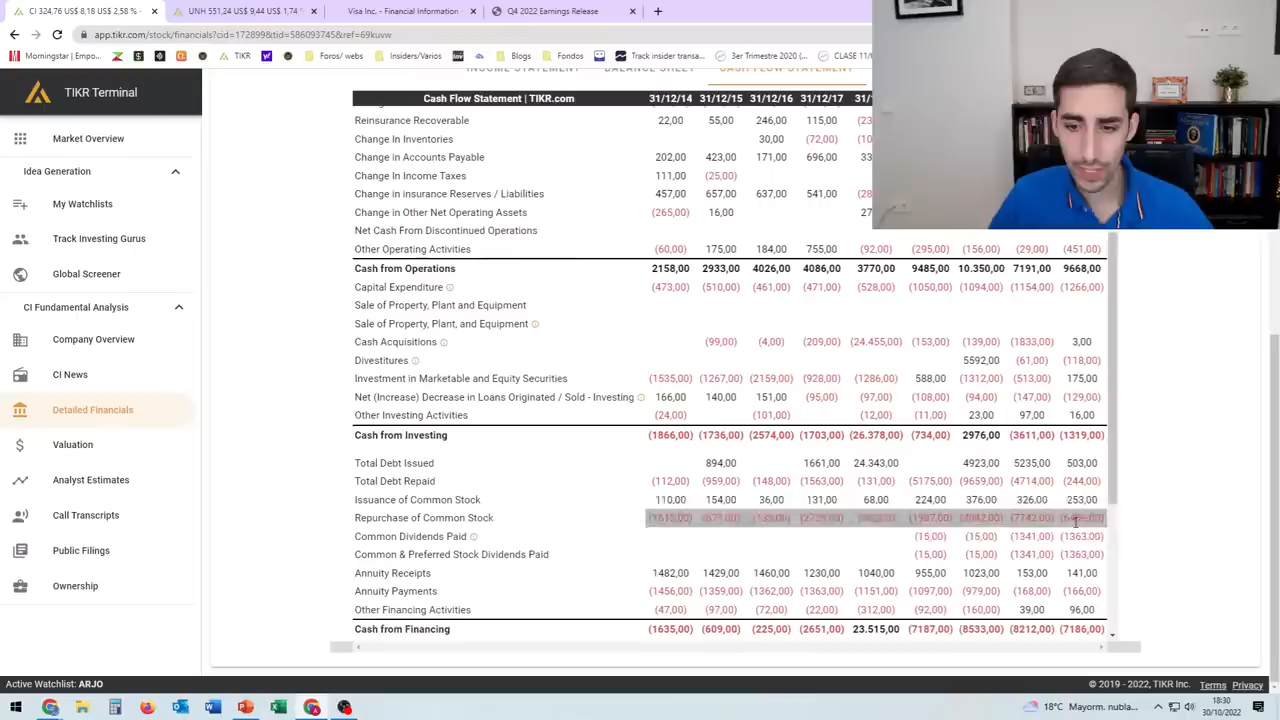 CI 324,76 US$ 8,18 US$ 2,58 %
UNH 551,24 US$ 9,44 US$ 1,74 %
Visa Inc. - Financial Information
Q4 2022 Earnings Release
app.tikr.com/stock/financials?cid=172899&tid=586093745&ref=69kuvw
Morningstar | Empo...
TIKR
Foros/ webs
Insiders/Varios
Blogs
Fondos
Track insider transa...
3er Trimestre 2020 (...
CLASE 11/
TIKR Terminal
Market Overview
Idea Generation
My Watchlists
Track Investing Gurus
Global Screener
CI Fundamental Analysis
Company Overview
CI News
Detailed Financials
Valuation
Analyst Estimates
Call Transcripts
Public Filings
Ownership
INCOME STATEMENT BALANCE SHEET CASH FLOW STATEMENT
Cash Flow Statement | TIKR.com 31/12/14 31/12/15 31/12/16 31/12/17
Reinsurance Recoverable 22,00 55,00 246,00 115,00
Change In Inventories 30,00 (72,00)
Change in Accounts Payable 202,00 423,00 171,00 696,00
Change in Income Taxes 111,00 (25,00)
Change in insurance Reserves / Liabilities 457,00 657,00 637,00 541,00
Change in Other Net Operating Assets (265,00) 16,00
Net Cash From Discontinued Operations
Other Operating Activities (60,00) 175,00 184,00 755,00 (92,00) (295,00) (156,00) (29,00) (451,00)
Cash from Operations 2158,00 2933,00 4026,00 4086,00 3770,00 9485,00 10.350,00 7191,00 9668,00
Capital Expenditure (473,00) (510,00) (461,00) (471,00) (528,00) (1050,00) (1094,00) (1154,00) (1266,00)
Sale of Property, Plant and Equipment
Sale of Property, Plant, and Equipment
Cash Acquisitions (99,00) (4,00) (209,00) (24.455,00) (153,00) (139,00) (1833,00) 3,00
Divestitures 5592,00 (61,00) (118,00)
Investment in Marketable and Equity Securities (1535,00) (1267,00) (2159,00) (928,00) (1286,00) 588,00 (1312,00) (513,00) 175,00
Net (Increase) Decrease in Loans Originated / Sold - Investing 166,00 140,00 151,00 (95,00) (97,00) (108,00) (94,00) (147,00) (129,00)
Other Investing Activities (24,00) (101,00) (12,00) (11,00) 23,00 97,00 16,00
Cash from Investing (1866,00) (1736,00) (2574,00) (1703,00) (26.378,00) (734,00) 2976,00 (3611,00) (1319,00)
Total Debt Issued 894,00 1661,00 24.343,00 4923,00 5235,00 503,00
Total Debt Repaid (112,00) (959,00) (148,00) (1563,00) (131,00) (5175,00) (9659,00) (4714,00) (244,00)
Issuance of Common Stock 110,00 154,00 36,00 131,00 68,00 224,00 376,00 326,00 253,00
Repurchase of Common Stock (7742,00)
Common Dividends Paid (15,00) (15,00) (1341,00) (1363,00)
Common & Preferred Stock Dividends Paid (15,00) (15,00) (1341,00) (1363,00)
Annuity Receipts 1482,00 1429,00 1460,00 1230,00 1040,00 955,00 1023,00 153,00 141,00
Annuity Payments (1456,00) (1359,00) (1362,00) (1363,00) (1151,00) (1097,00) (979,00) (168,00) (166,00)
Other Financing Activities (47,00) (97,00) (72,00) (22,00) (312,00) (92,00) (160,00) 39,00 96,00
Cash from Financing (1635,00) (609,00) (225,00) (2651,00) 23.515,00 (7187,00) (8533,00) (8212,00) (7186,00)
Active Watchlist: ARJO
© 2019 - 2022, TIKR Inc. Terms Privacy
18°C Mayorm. nubla...
18:30
30/10/2022